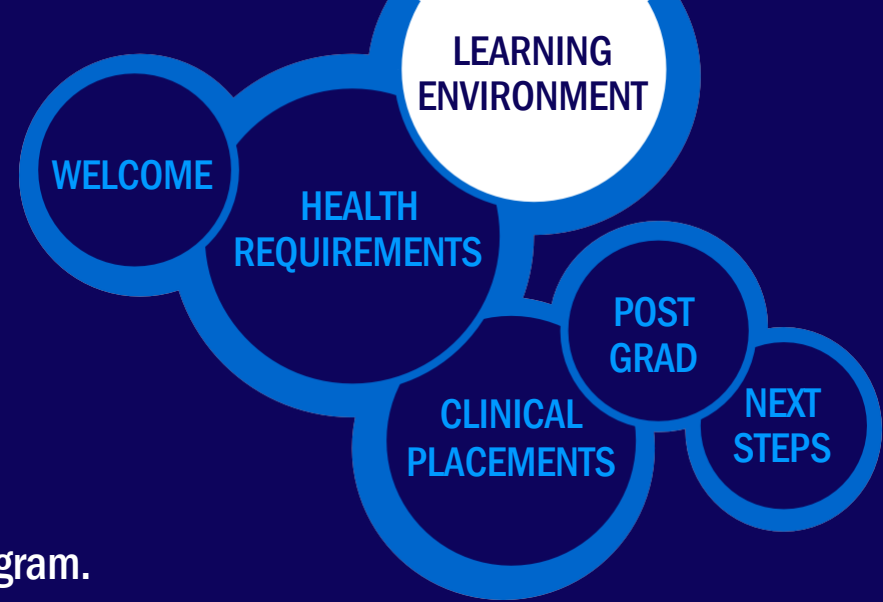 LEARNING
ENVIRONMENT
WELCOME
HEALTH
REQUIREMENTS
POST
GRAD
NEXT
STEPS
CLINICAL
PLACEMENTS
gram.